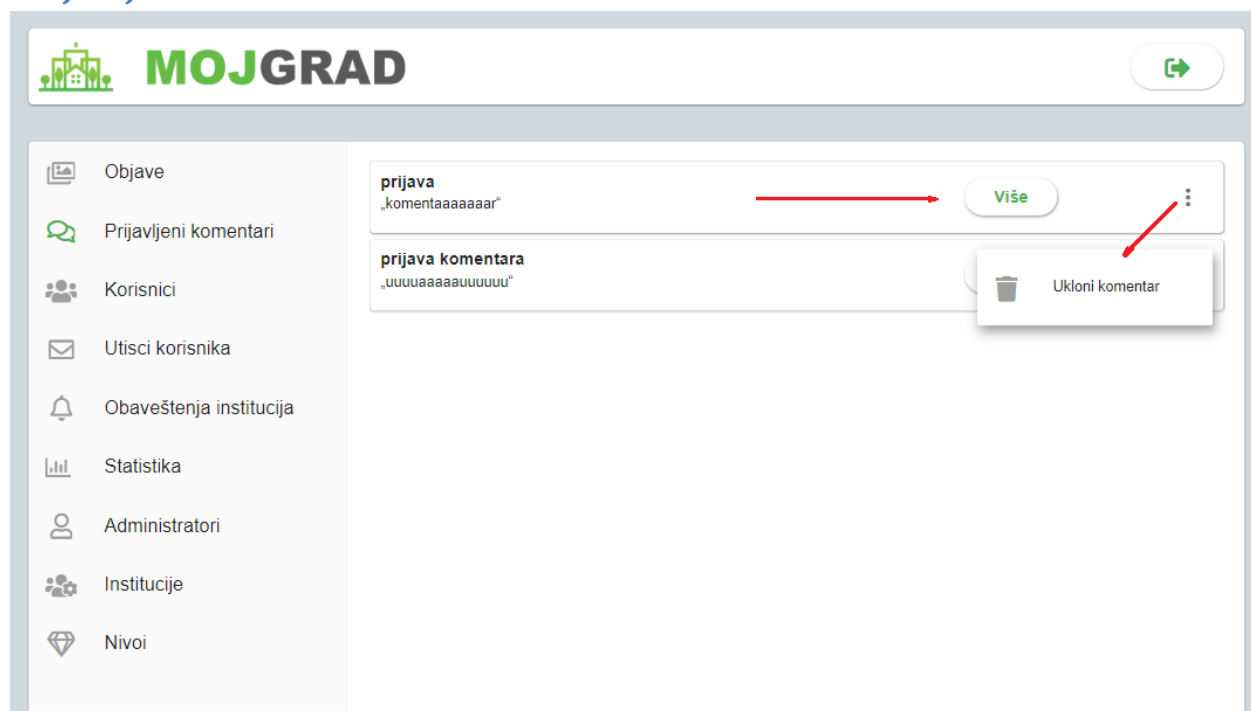 MOJGRAD
Objave
Prijavljeni komentari
Korisnici
Utisci korisnika
Obaveštenja institucija
Statistika
Administratori
Institucije
Nivoi
prijava
„komentaaaaaaar“
Više
prijava komentara
„uuuuaaaaauuuuuu“
Ukloni komentar